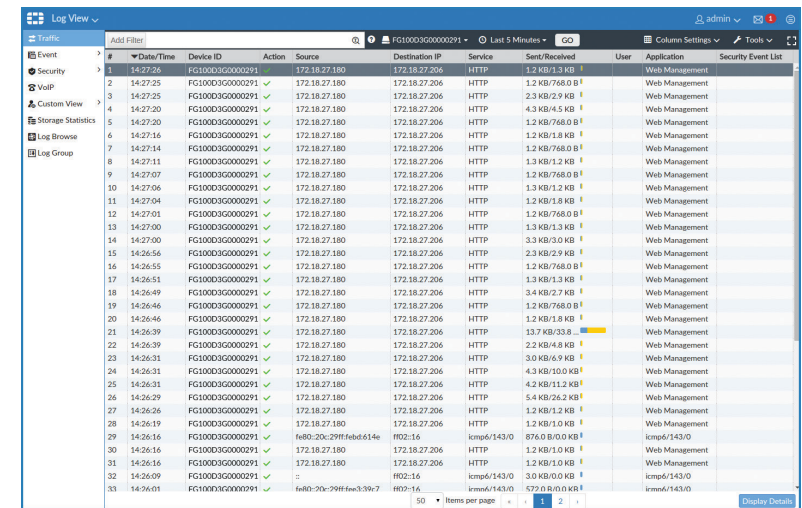 Log View admin 1
Traffic Add Filter FG100D3G00000291 Last 5 Minutes GO Column Settings Tools
Event # Date/Time Device ID Action Source Destination IP Service Sent/Received User Application Security Event List
Security 1 14:27:26 FG100D3G0000291 172.18.27.180 172.18.27.206 HTTP 1.2 KB/1.3 KB Web Management
VoIP 2 14:27:25 FG100D3G0000291 172.18.27.180 172.18.27.206 HTTP 1.2 KB/768.0 B Web Management
3 14:27:25 FG100D3G0000291 172.18.27.180 172.18.27.206 HTTP 2.3 KB/2.9 KB Web Management
Custom View 4 14:27:20 FG100D3G0000291 172.18.27.180 172.18.27.206 HTTP 4.3 KB/4.5 KB Web Management
Storage Statistics 5 14:27:20 FG100D3G0000291 172.18.27.180 172.18.27.206 HTTP 1.2 KB/768.0 B Web Management
Log Browse 6 14:27:16 FG100D3G0000291 172.18.27.180 172.18.27.206 HTTP 1.2 KB/1.8 KB Web Management
Log Group 7 14:27:14 FG100D3G0000291 172.18.27.180 172.18.27.206 HTTP 1.2 KB/768.0 B Web Management
8 14:27:11 FG100D3G0000291 172.18.27.180 172.18.27.206 HTTP 1.3 KB/1.2 KB Web Management
9 14:27:07 FG100D3G0000291 172.18.27.180 172.18.27.206 HTTP 1.2 KB/768.0 B Web Management
10 14:27:06 FG100D3G0000291 172.18.27.180 172.18.27.206 HTTP 1.3 KB/1.2 KB Web Management
11 14:27:04 FG100D3G0000291 172.18.27.180 172.18.27.206 HTTP 1.2 KB/1.8 KB Web Management
12 14:27:01 FG100D3G0000291 172.18.27.180 172.18.27.206 HTTP 1.2 KB/768.0 B Web Management
13 14:27:00 FG100D3G0000291 172.18.27.180 172.18.27.206 HTTP 1.3 KB/1.3 KB Web Management
14 14:27:00 FG100D3G0000291 172.18.27.180 172.18.27.206 HTTP 3.3 KB/3.0 KB Web Management
15 14:26:56 FG100D3G0000291 172.18.27.180 172.18.27.206 HTTP 2.3 KB/2.9 KB Web Management
16 14:26:55 FG100D3G0000291 172.18.27.180 172.18.27.206 HTTP 1.2 KB/768.0 B Web Management
17 14:26:51 FG100D3G0000291 172.18.27.180 172.18.27.206 HTTP 1.3 KB/1.3 KB Web Management
18 14:26:49 FG100D3G0000291 172.18.27.180 172.18.27.206 HTTP 3.4 KB/2.7 KB Web Management
19 14:26:46 FG100D3G0000291 172.18.27.180 172.18.27.206 HTTP 1.2 KB/768.0 B Web Management
20 14:26:46 FG100D3G0000291 172.18.27.180 172.18.27.206 HTTP 1.2 KB/1.8 KB Web Management
21 14:26:39 FG100D3G0000291 172.18.27.180 172.18.27.206 HTTP 13.7 KB/33.8 ... Web Management
22 14:26:39 FG100D3G0000291 172.18.27.180 172.18.27.206 HTTP 2.2 KB/4.8 KB Web Management
23 14:26:31 FG100D3G0000291 172.18.27.180 172.18.27.206 HTTP 3.0 KB/6.9 KB Web Management
24 14:26:31 FG100D3G0000291 172.18.27.180 172.18.27.206 HTTP 4.3 KB/10.0 KB Web Management
25 14:26:31 FG100D3G0000291 172.18.27.180 172.18.27.206 HTTP 4.2 KB/11.2 KB Web Management
26 14:26:29 FG100D3G0000291 172.18.27.180 172.18.27.206 HTTP 5.4 KB/26.2 KB Web Management
27 14:26:26 FG100D3G0000291 172.18.27.180 172.18.27.206 HTTP 1.2 KB/1.2 KB Web Management
28 14:26:19 FG100D3G0000291 172.18.27.180 172.18.27.206 HTTP 1.2 KB/1.0 KB Web Management
29 14:26:16 FG100D3G0000291 fe80::20c:29ff:febd:614e ff02::16 icmp6/143/0 876.0 B/0.0 KB icmp6/143/0
30 14:26:16 FG100D3G0000291 172.18.27.180 172.18.27.206 HTTP 1.2 KB/1.0 KB Web Management
31 14:26:16 FG100D3G0000291 172.18.27.180 172.18.27.206 HTTP 1.2 KB/1.0 KB Web Management
32 14:26:09 FG100D3G0000291 :: ff02::16 icmp6/143/0 3.0 KB/0.0 KB icmp6/143/0
33 14:26:01 FG100D3G0000291 fe80::20c:29ff:fee3:39c7 ff02::16 icmp6/143/0 572.0 B/0.0 KB icmp6/143/0
50 Items per page « ‹ 1 2 › Display Details